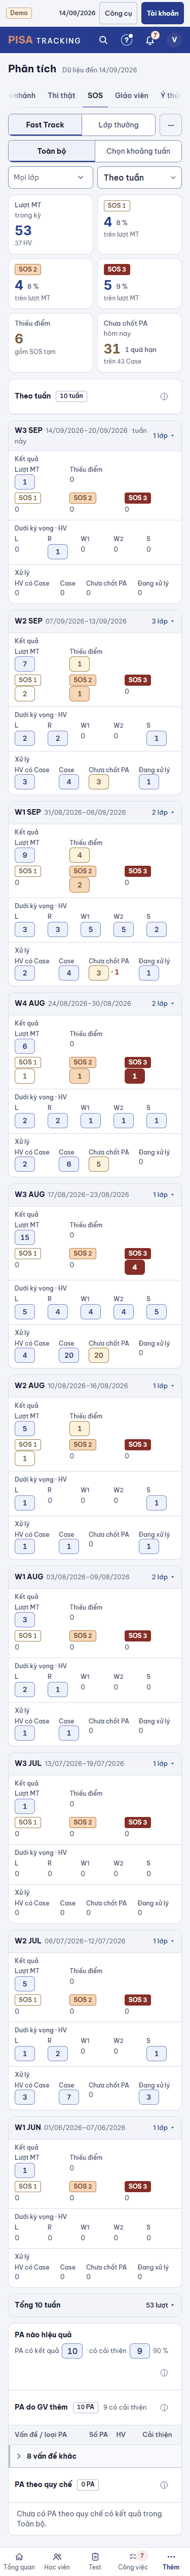 Demo 14/09/2026 Công cụ Tài khoản
PISA TRACKING ? 7 V
Phân tích Dữ liệu đến 14/09/2026
nhánh Thi thật SOS Giáo viên Ý thứ
Fast Track Lớp thường ...
Toàn bộ Chọn khoảng tuần
Mọi lớp Theo tuần
Lượt MT
trong kỳ
53
37 HV
SOS 1
4 8 %
trên lượt MT
SOS 2
4 8 %
trên lượt MT
SOS 3
5 9 %
trên lượt MT
Thiếu điểm
6
gồm SOS tạm
Chưa chốt PA
hôm nay
31 1 quá hạn
trên 43 Case
Theo tuần 10 tuần
W3 SEP 14/09/2026–20/09/2026 · tuần này 1 lớp
Kết quả
Lượt MT Thiếu điểm
1 0
SOS 1 SOS 2 SOS 3
0 0 0
Dưới kỳ vọng · HV
L R W1 W2 S
0 1 0 0 0
Xử lý
HV có Case Case Chưa chốt PA Đang xử lý
0 0 0 0
W2 SEP 07/09/2026–13/09/2026 3 lớp
Kết quả
Lượt MT Thiếu điểm
7 1
SOS 1 SOS 2 SOS 3
2 1 0
Dưới kỳ vọng · HV
L R W1 W2 S
2 2 0 0 1
Xử lý
HV có Case Case Chưa chốt PA Đang xử lý
3 4 3 1
W1 SEP 31/08/2026–06/09/2026 2 lớp
Kết quả
Lượt MT Thiếu điểm
9 4
SOS 1 SOS 2 SOS 3
0 2 0
Dưới kỳ vọng · HV
L R W1 W2 S
3 3 5 5 2
Xử lý
HV có Case Case Chưa chốt PA Đang xử lý
2 4 3 · 1 1
W4 AUG 24/08/2026–30/08/2026 2 lớp
Kết quả
Lượt MT Thiếu điểm
6 0
SOS 1 SOS 2 SOS 3
1 1 1
Dưới kỳ vọng · HV
L R W1 W2 S
2 2 1 1 1
Xử lý
HV có Case Case Chưa chốt PA Đang xử lý
2 6 5 0
W3 AUG 17/08/2026–23/08/2026 1 lớp
Kết quả
Lượt MT Thiếu điểm
15 0
SOS 1 SOS 2 SOS 3
0 0 4
Dưới kỳ vọng · HV
L R W1 W2 S
5 4 4 4 5
Xử lý
HV có Case Case Chưa chốt PA Đang xử lý
4 20 20 0
W2 AUG 10/08/2026–16/08/2026 1 lớp
Kết quả
Lượt MT Thiếu điểm
5 1
SOS 1 SOS 2 SOS 3
1 0 0
Dưới kỳ vọng · HV
L R W1 W2 S
1 0 0 0 1
Xử lý
HV có Case Case Chưa chốt PA Đang xử lý
1 1 0 1
W1 AUG 03/08/2026–09/08/2026 2 lớp
Kết quả
Lượt MT Thiếu điểm
3 0
SOS 1 SOS 2 SOS 3
0 0 0
Dưới kỳ vọng · HV
L R W1 W2 S
2 1 0 0 0
Xử lý
HV có Case Case Chưa chốt PA Đang xử lý
1 1 0 0
W3 JUL 13/07/2026–19/07/2026 1 lớp
Kết quả
Lượt MT Thiếu điểm
1 0
SOS 1 SOS 2 SOS 3
0 0 0
Dưới kỳ vọng · HV
L R W1 W2 S
0 0 0 0 0
Xử lý
HV có Case Case Chưa chốt PA Đang xử lý
0 0 0 0
W2 JUL 06/07/2026–12/07/2026 1 lớp
Kết quả
Lượt MT Thiếu điểm
5 0
SOS 1 SOS 2 SOS 3
0 0 0
Dưới kỳ vọng · HV
L R W1 W2 S
1 2 0 0 1
Xử lý
HV có Case Case Chưa chốt PA Đang xử lý
3 7 0 3
W1 JUN 01/06/2026–07/06/2026 1 lớp
Kết quả
Lượt MT Thiếu điểm
1 0
SOS 1 SOS 2 SOS 3
0 0 0
Dưới kỳ vọng · HV
L R W1 W2 S
0 0 0 0 0
Xử lý
HV có Case Case Chưa chốt PA Đang xử lý
0 0 0 0
Tổng 10 tuần 53 lượt
PA nào hiệu quả
PA có kết quả 10 · có cải thiện 9 90 %
PA do GV thêm 10 PA 9 có cải thiện
Vấn đề / loại PA Số PA HV Cải thiện
8 vấn đề khác
PA theo quy chế 0 PA
Chưa có PA theo quy chế có kết quả trong
Toàn bộ.
Tổng quan Học viên Test Công việc 7 Thêm